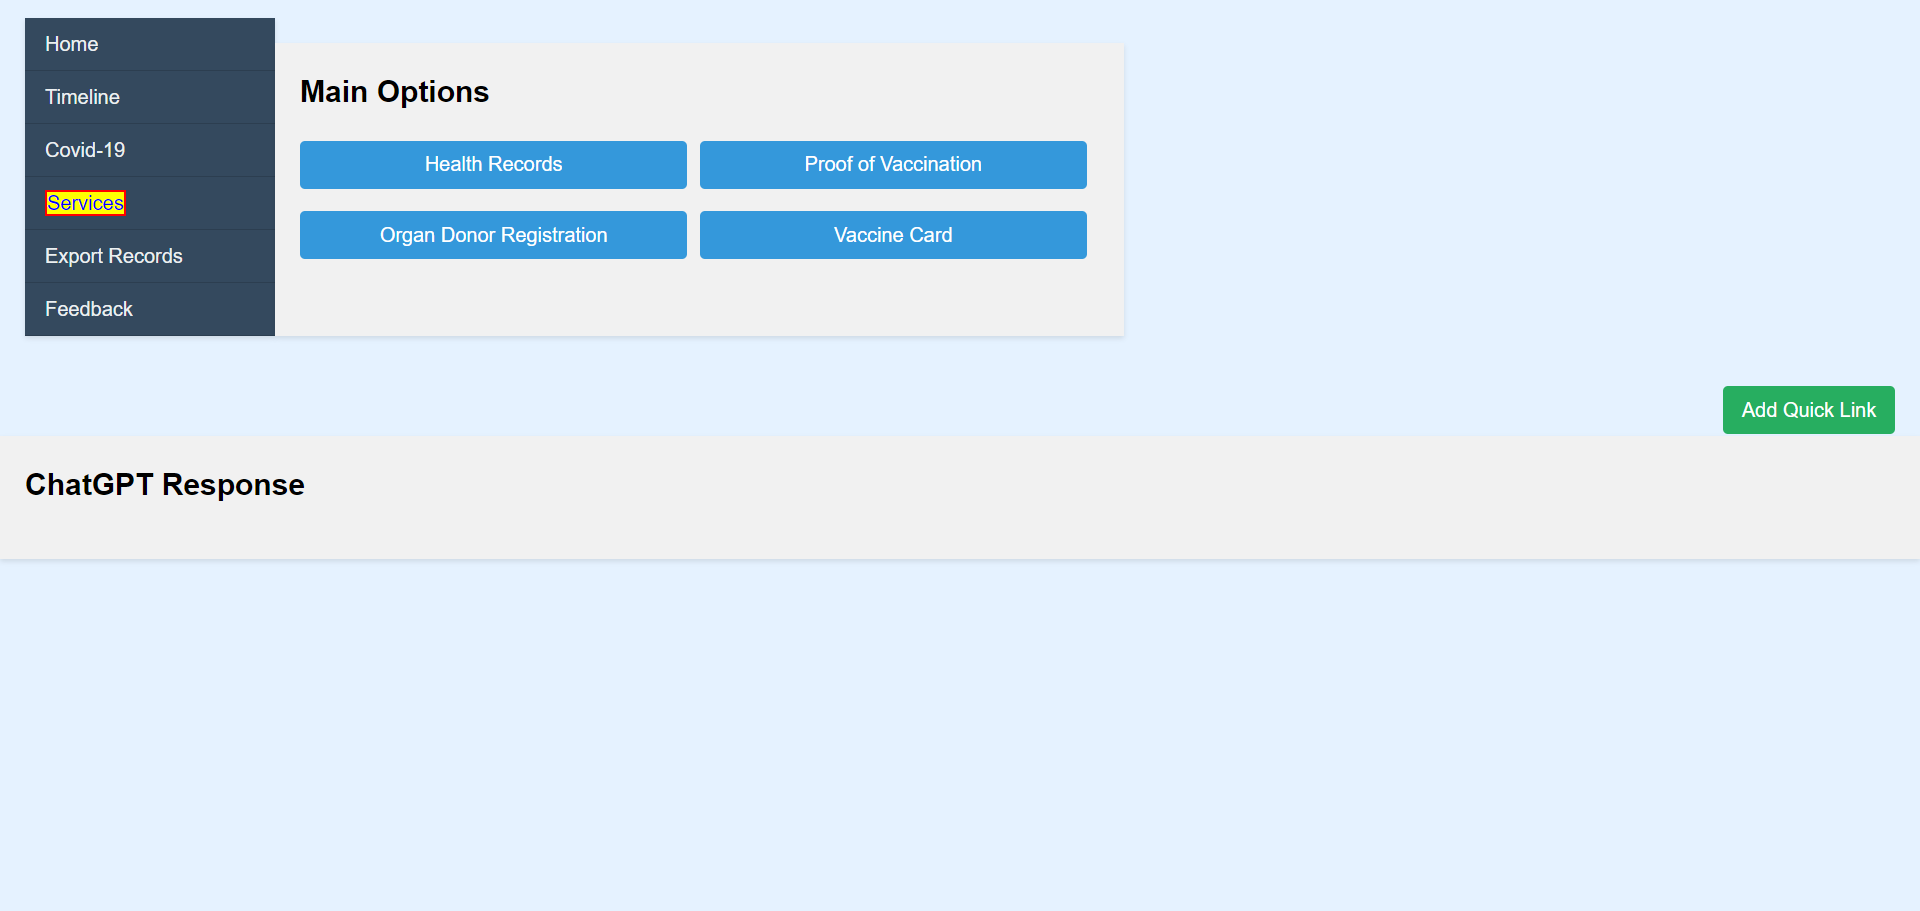 Home
Timeline
Covid-19
Services
Export Records
Feedback
Main Options
Health Records
Proof of Vaccination
Organ Donor Registration
Vaccine Card
Add Quick Link
ChatGPT Response